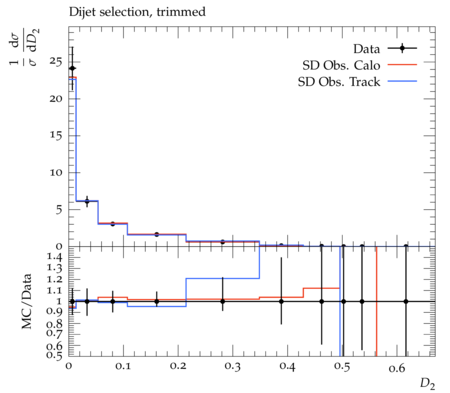 Dijet selection, trimmed
1/σ dσ/dD₂
Data
SD Obs. Calo
SD Obs. Track
25
20
15
10
5
0
MC/Data
1.4
1.3
1.2
1.1
1
0.9
0.8
0.7
0.6
0.5
0 0.1 0.2 0.3 0.4 0.5 0.6
D₂